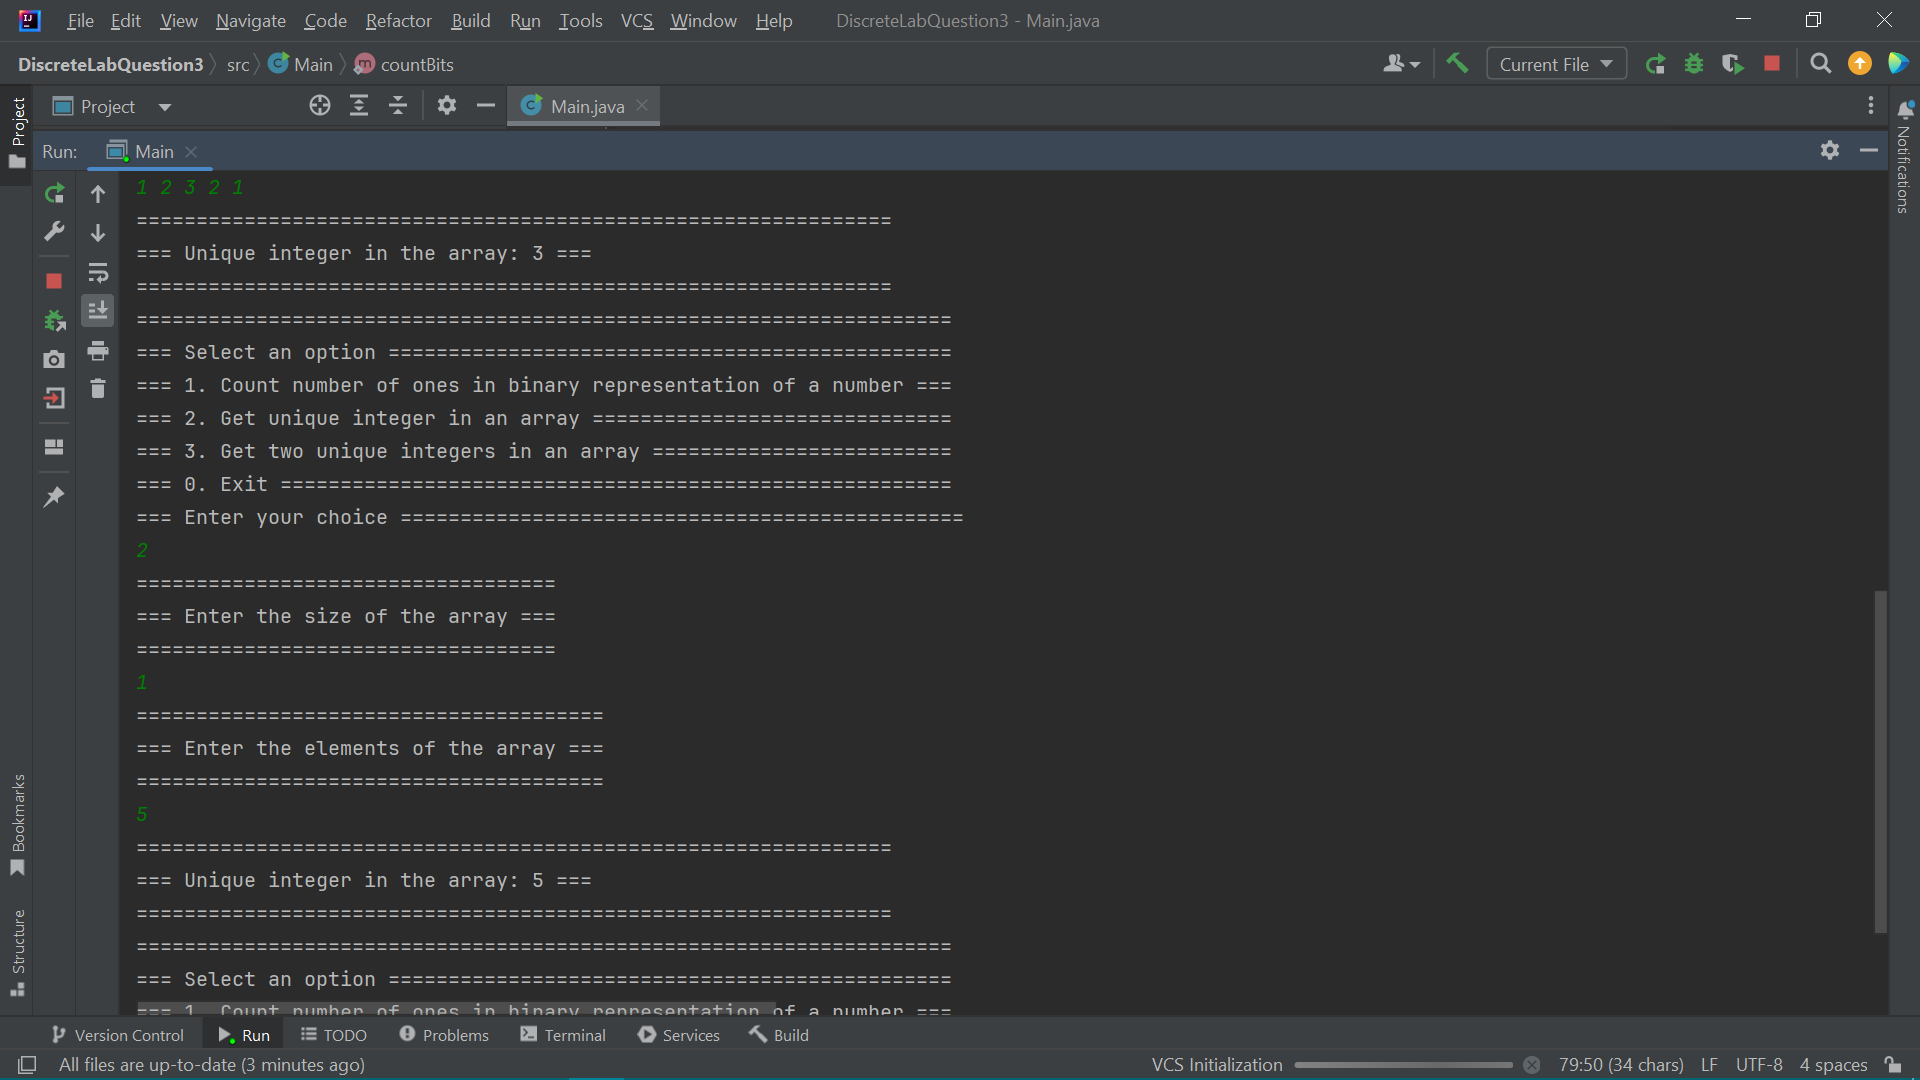 File Edit View Navigate Code Refactor Build Run Tools VCS Window Help DiscreteLabQuestion3 - Main.java
DiscreteLabQuestion3 src Main countBits Current File
Project Main.java
Run: Main
1 2 3 2 1
===============================================================
=== Unique integer in the array: 3 ===
===============================================================
====================================================================
=== Select an option ===============================================
=== 1. Count number of ones in binary representation of a number ===
=== 2. Get unique integer in an array ==============================
=== 3. Get two unique integers in an array =========================
=== 0. Exit ========================================================
=== Enter your choice ===============================================
2
===================================
=== Enter the size of the array ===
===================================
1
=======================================
=== Enter the elements of the array ===
=======================================
5
===============================================================
=== Unique integer in the array: 5 ===
===============================================================
====================================================================
=== Select an option ===============================================
=== 1. Count number of ones in binary representation of a number ===
Project
Bookmarks
Structure
Notifications
Version Control Run TODO Problems Terminal Services Build
All files are up-to-date (3 minutes ago) VCS Initialization 79:50 (34 chars) LF UTF-8 4 spaces